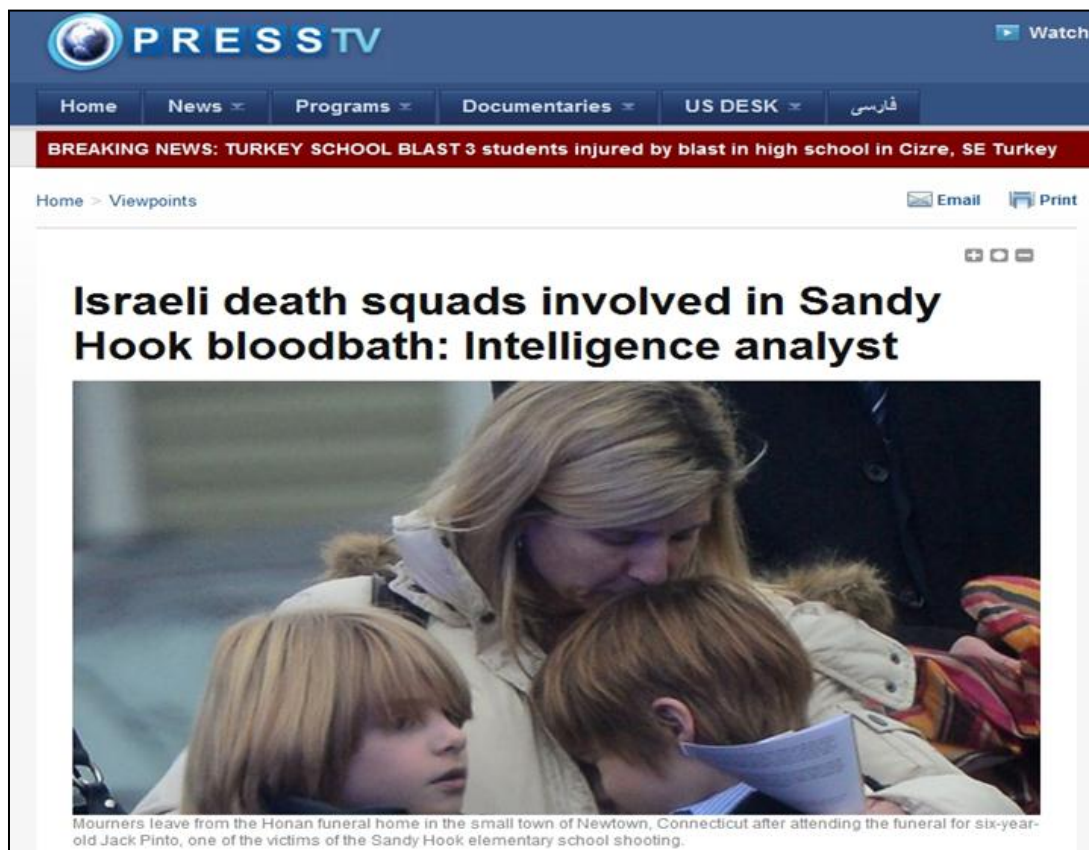 PRESSTV
Watch
Home News Programs Documentaries US DESK فارسی
BREAKING NEWS: TURKEY SCHOOL BLAST 3 students injured by blast in high school in Cizre, SE Turkey
Home > Viewpoints Email Print
Israeli death squads involved in Sandy
Hook bloodbath: Intelligence analyst
Mourners leave from the Honan funeral home in the small town of Newtown, Connecticut after attending the funeral for six-year-
old Jack Pinto, one of the victims of the Sandy Hook elementary school shooting.